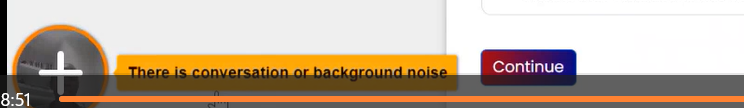 There is conversation or background noise
Continue
8:51